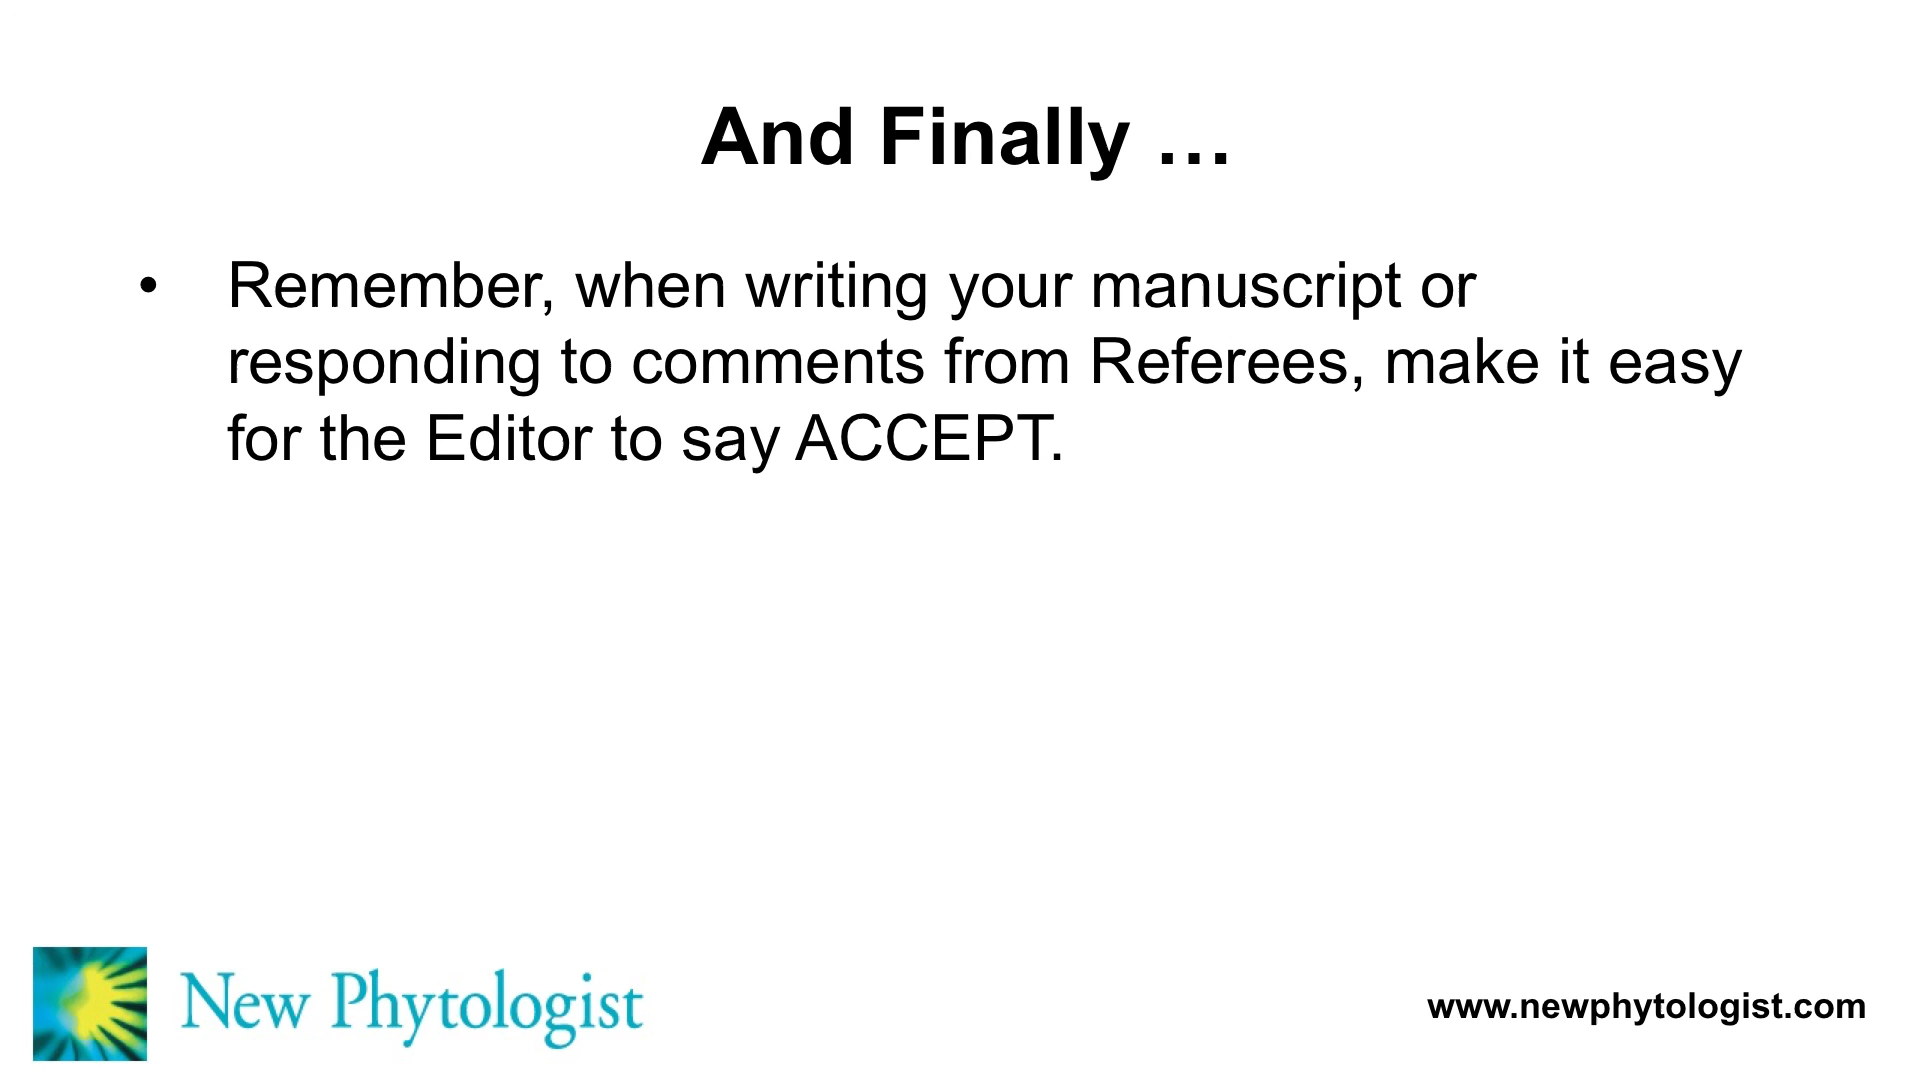 And Finally …
• Remember, when writing your manuscript or
responding to comments from Referees, make it easy
for the Editor to say ACCEPT.
New Phytologist
www.newphytologist.com